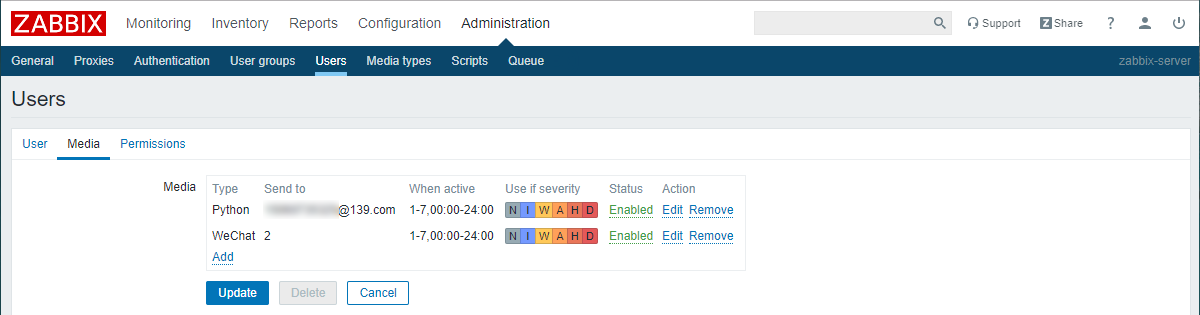 ZABBIX Monitoring Inventory Reports Configuration Administration Support Z Share ?
General Proxies Authentication User groups Users Media types Scripts Queue zabbix-server
Users
User Media Permissions
Media Type Send to When active Use if severity Status Action
Python @139.com 1-7,00:00-24:00 N I W A H D Enabled Edit Remove
WeChat 2 1-7,00:00-24:00 N I W A H D Enabled Edit Remove
Add
Update Delete Cancel